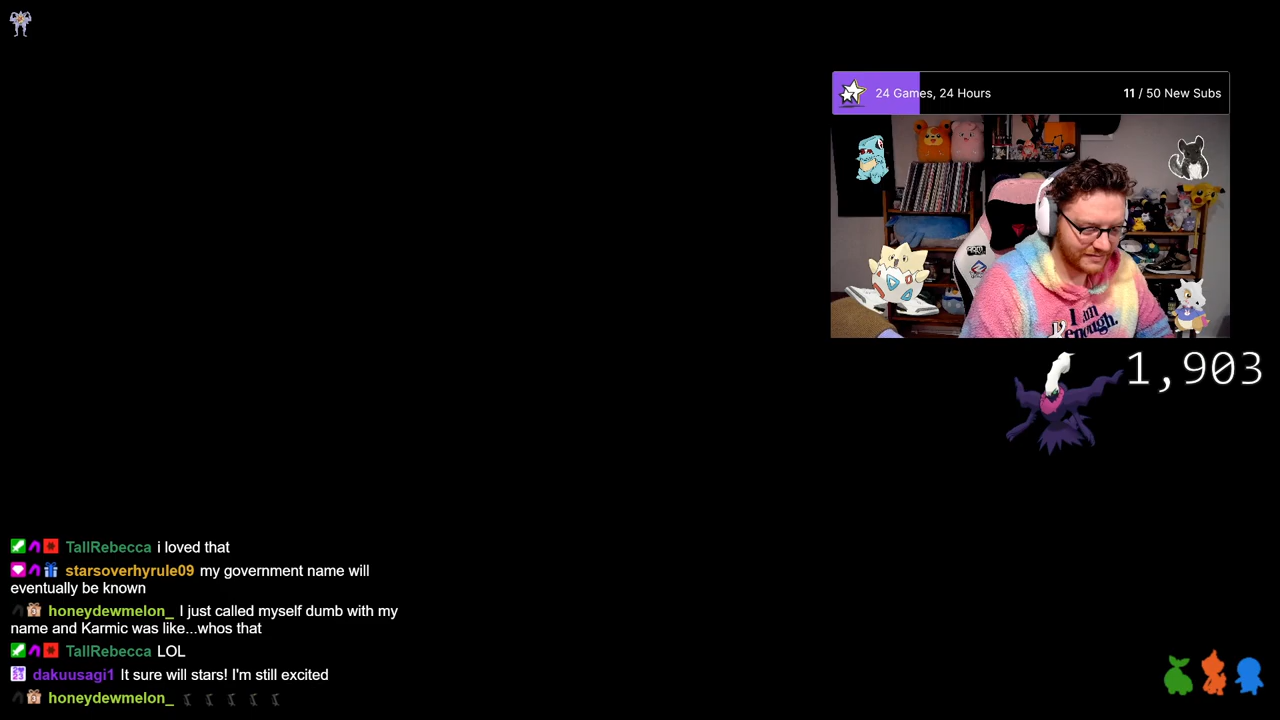 24 Games, 24 Hours 11 / 50 New Subs
I am
enough.
1,903
TallRebecca i loved that
starsoverhyrule09 my government name will
eventually be known
honeydewmelon_ I just called myself dumb with my
name and Karmic was like...whos that
TallRebecca LOL
dakuusagi1 It sure will stars! I'm still excited
honeydewmelon_